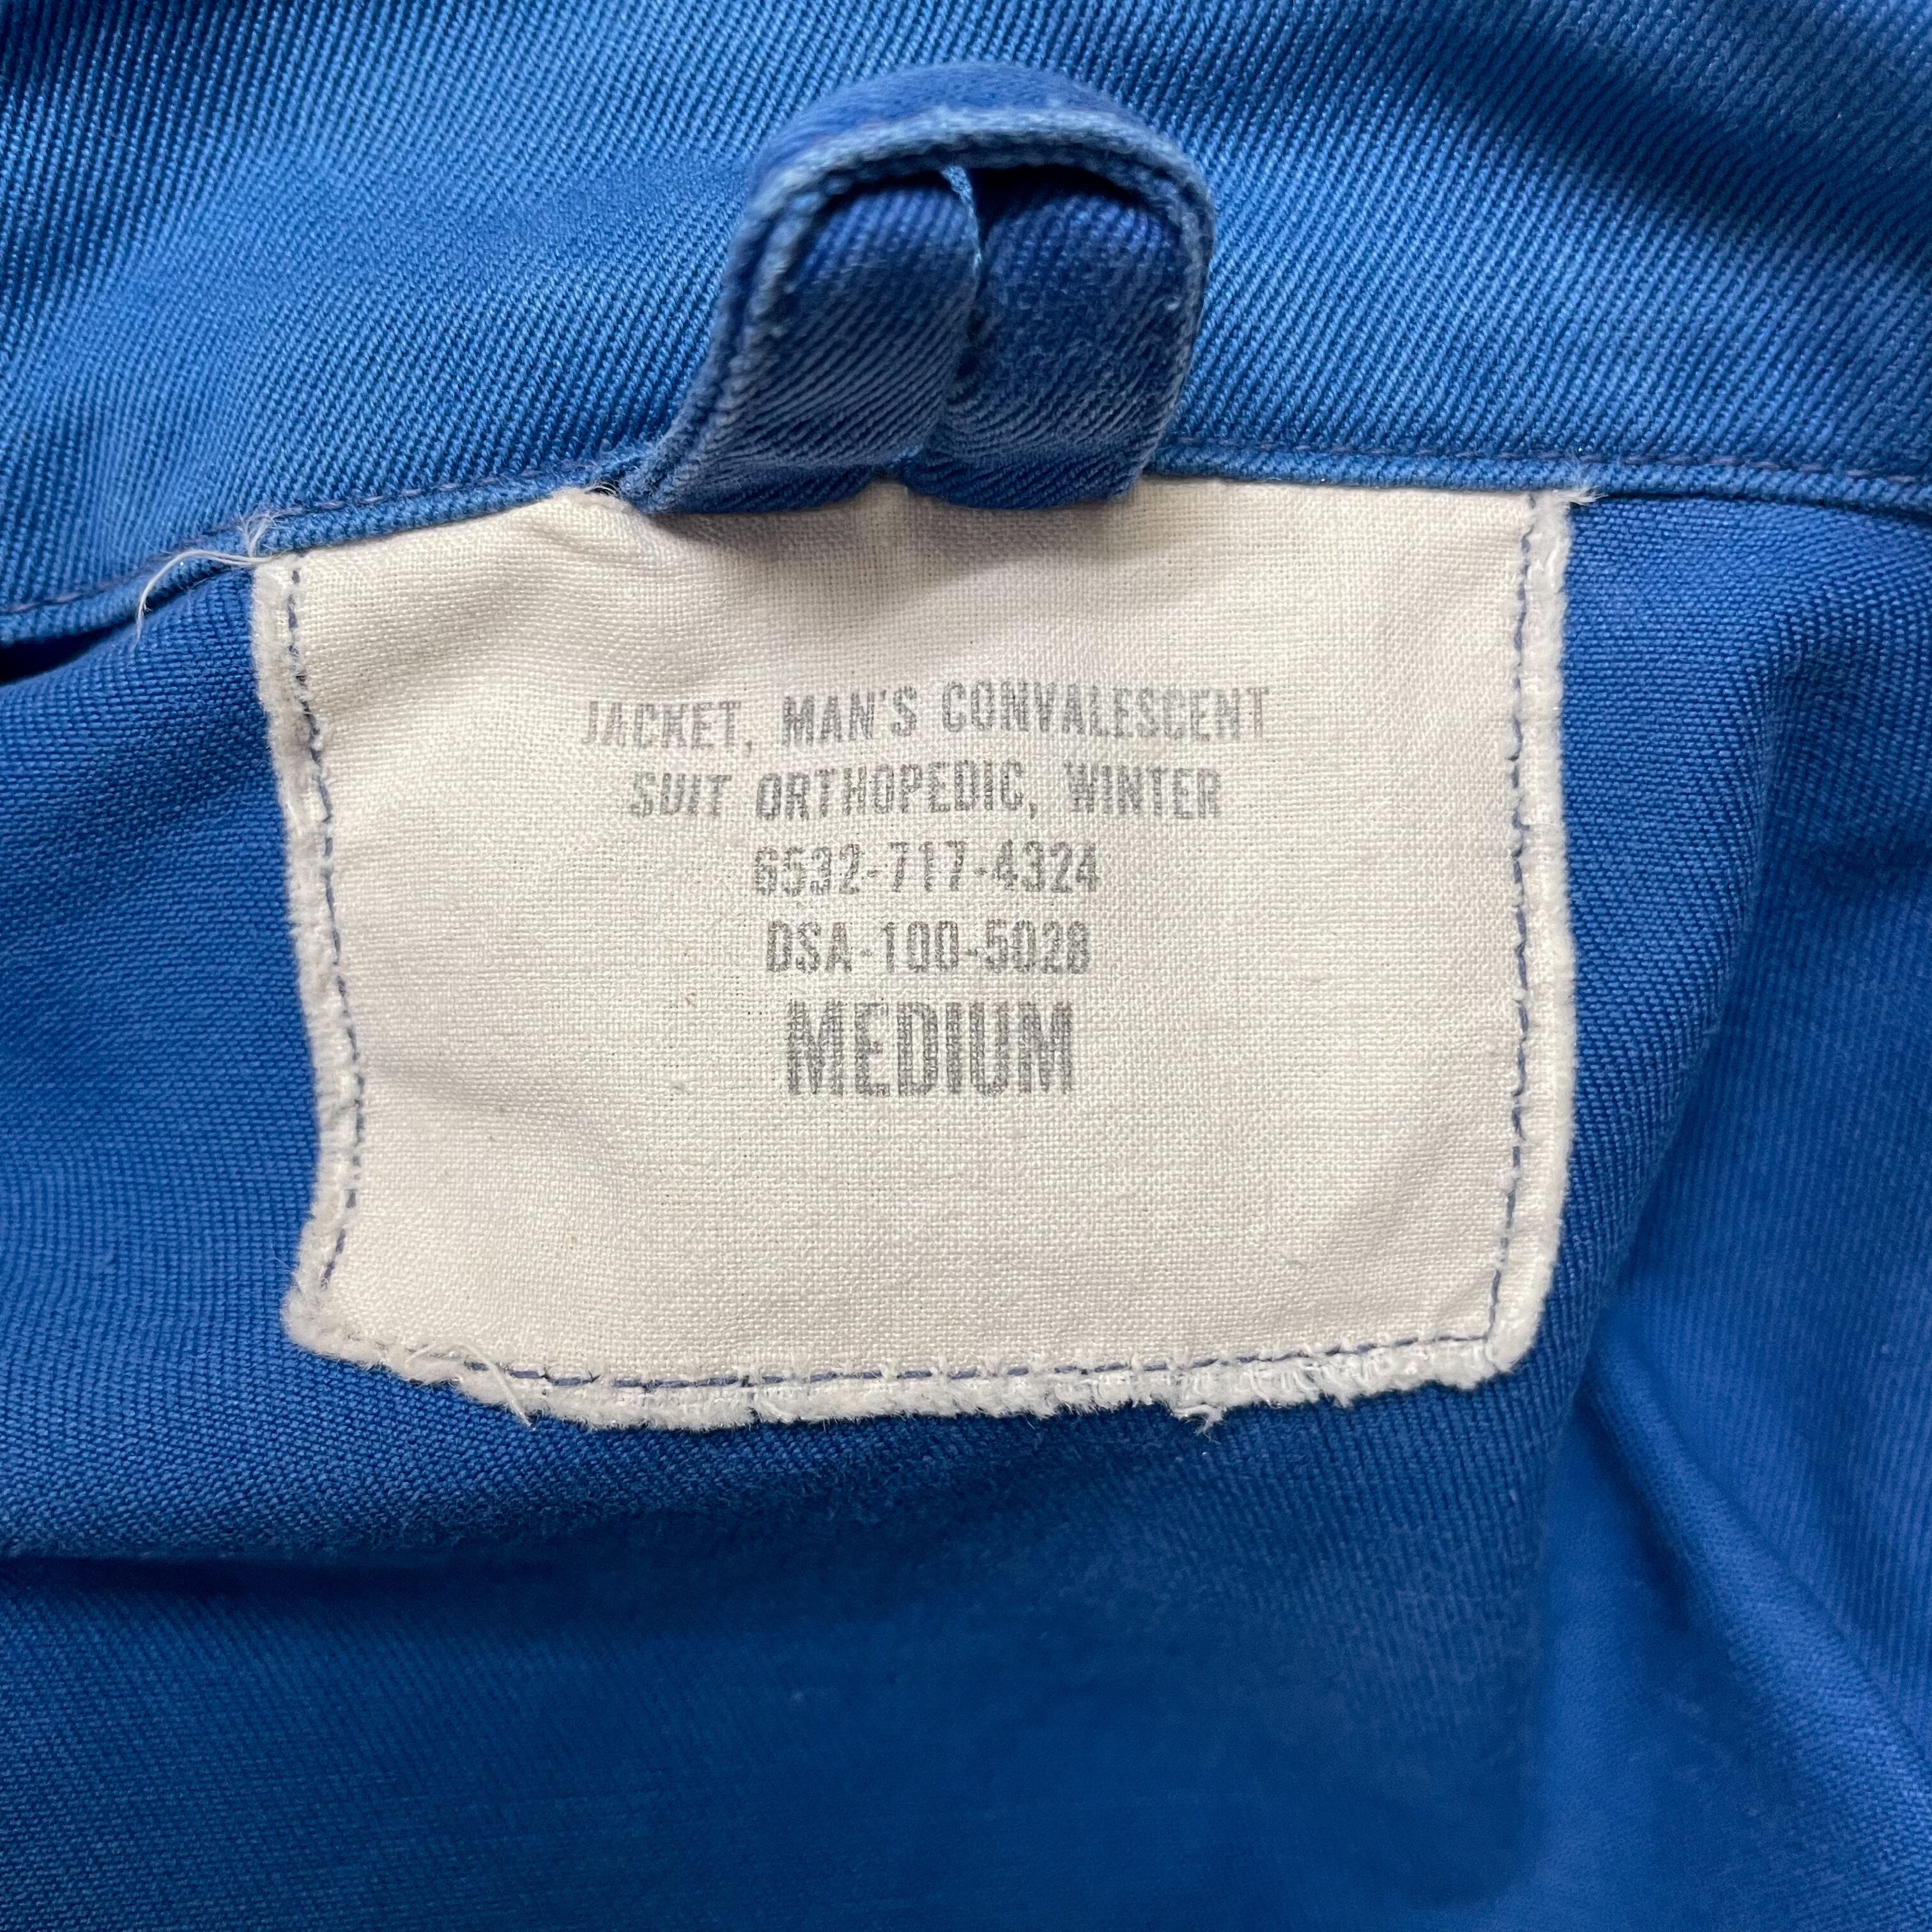 JACKET, MAN'S CONVALESCENT
SUIT ORTHOPEDIC, WINTER
6532-717-4324
DSA-100-5028
MEDIUM